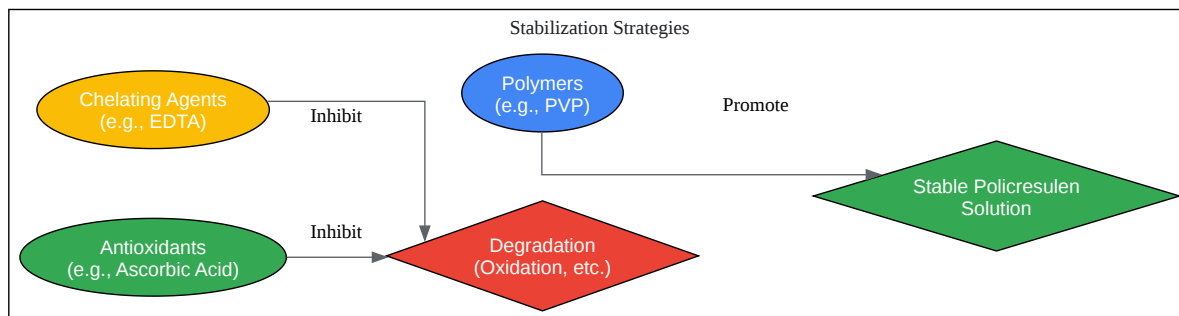 Stabilization Strategies
Chelating Agents
(e.g., EDTA)
Inhibit
Polymers
(e.g., PVP)
Promote
Stable Policresulen
Solution
Antioxidants
(e.g., Ascorbic Acid)
Inhibit
Degradation
(Oxidation, etc.)